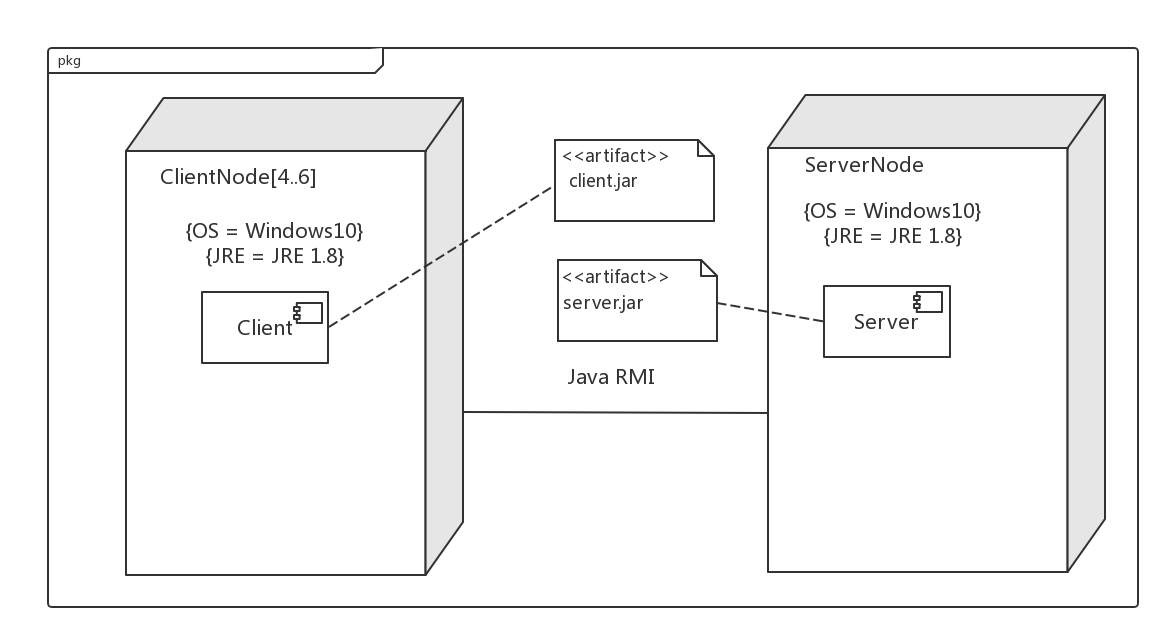 pkg
ClientNode[4..6]
{OS = Windows10}
{JRE = JRE 1.8}
Client
<<artifact>>
client.jar
<<artifact>>
server.jar
Java RMI
ServerNode
{OS = Windows10}
{JRE = JRE 1.8}
Server